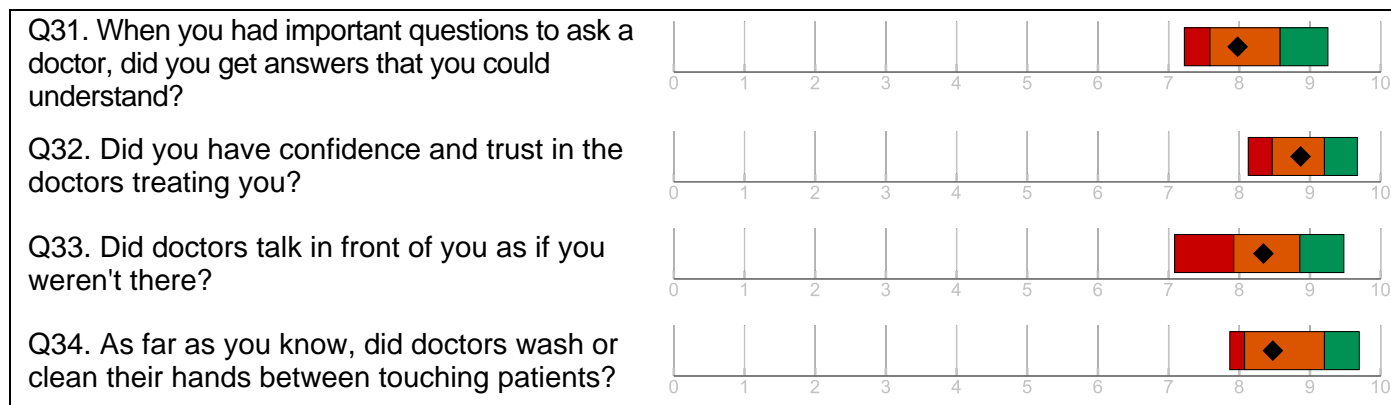 Q31. When you had important questions to ask a
doctor, did you get answers that you could
understand?
0 1 2 3 4 5 6 7 8 9 10
Q32. Did you have confidence and trust in the
doctors treating you?
0 1 2 3 4 5 6 7 8 9 10
Q33. Did doctors talk in front of you as if you
weren't there?
0 1 2 3 4 5 6 7 8 9 10
Q34. As far as you know, did doctors wash or
clean their hands between touching patients?
0 1 2 3 4 5 6 7 8 9 10